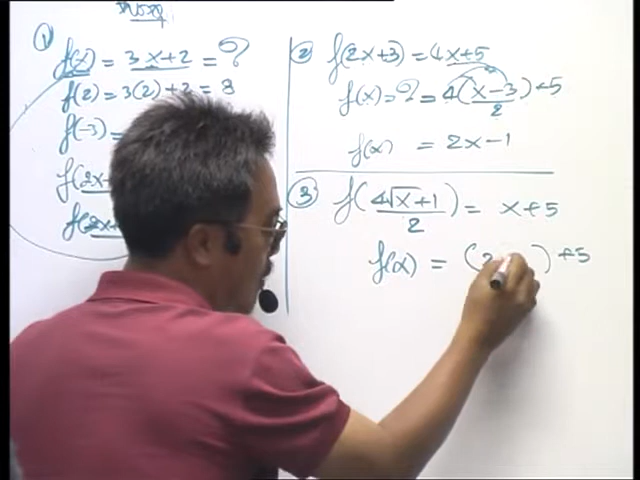 ① f(x) = 3x+2 = ?
f(2) = 3(2)+2 = 8
f(-3) =
f(2x
f(2x
② f(2x+3) = 4x+5
f(x) = ? = 4(x-3)/2 +5
f(x) = 2x-1
③ f((4√x+1)/2) = x+5
f(x) = (2 ) +5